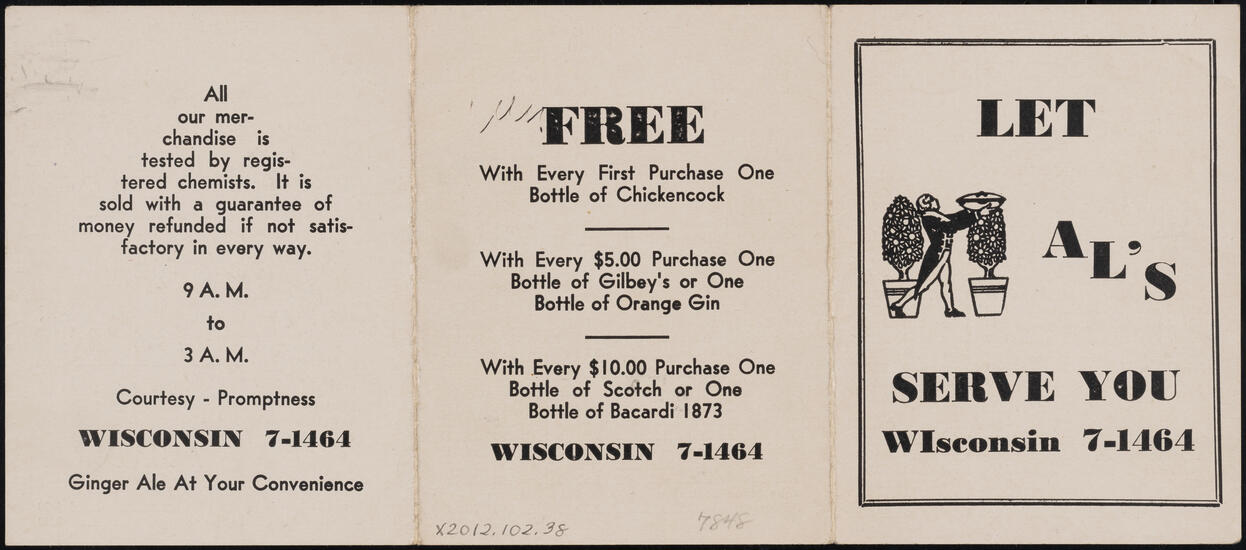 All
our mer-
chandise is
tested by regis-
tered chemists. It is
sold with a guarantee of
money refunded if not satis-
factory in every way.
9 A. M.
to
3 A. M.
Courtesy - Promptness
WISCONSIN 7-1464
Ginger Ale At Your Convenience
FREE
With Every First Purchase One
Bottle of Chickencock
With Every $5.00 Purchase One
Bottle of Gilbey's or One
Bottle of Orange Gin
With Every $10.00 Purchase One
Bottle of Scotch or One
Bottle of Bacardi 1873
WISCONSIN 7-1464
X2012.102.38
7848
LET
AL'S
SERVE YOU
WIsconsin 7-1464